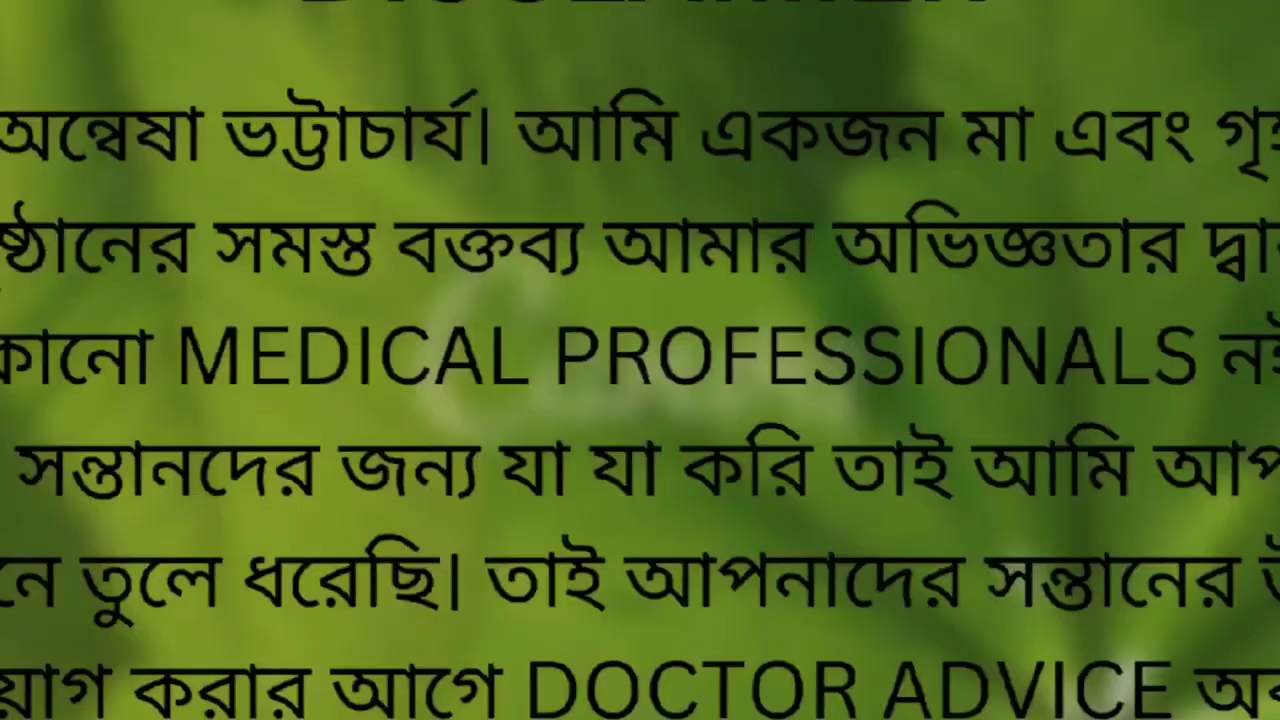 অন্বেষা ভট্টাচার্য। আমি একজন মা এবং
সমস্ত বক্তব্য আমার অভিজ্ঞতার
MEDICAL PROFESSIONALS
সন্তানদের জন্য যা যা করি তাই আমি
তুলে ধরেছি। তাই আপনাদের সন্তানের
করার আগে DOCTOR ADVICE